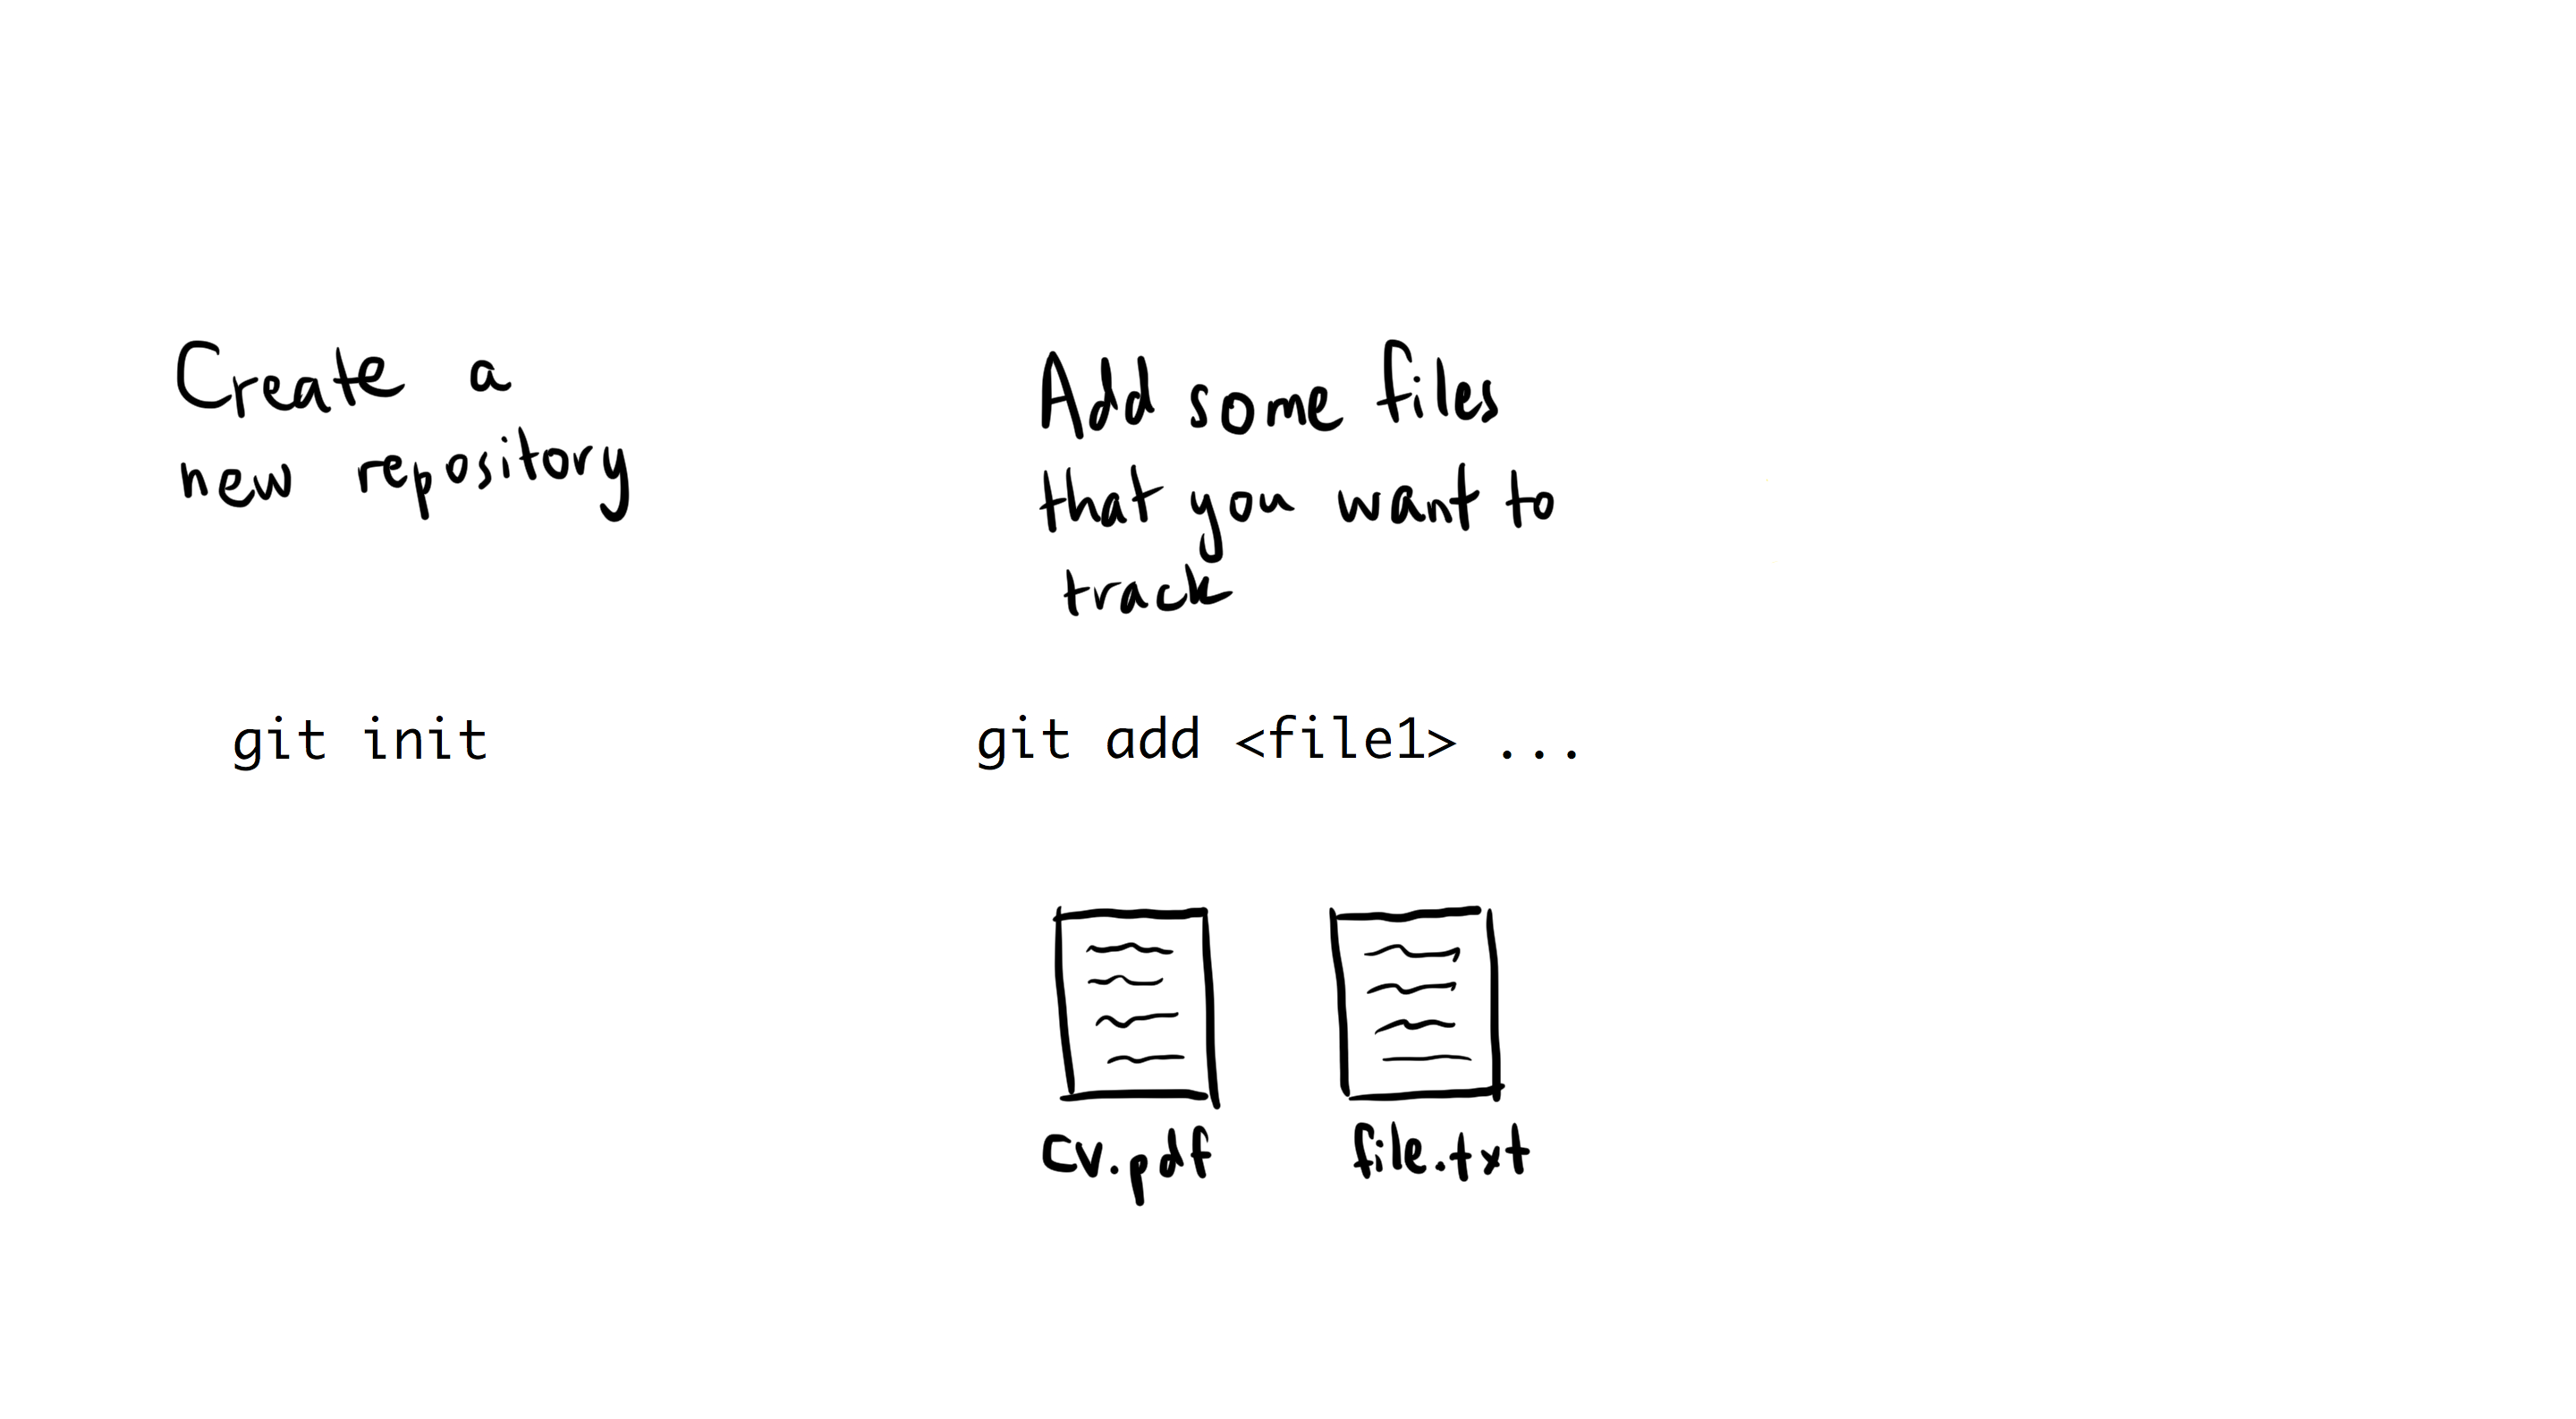 Create a
new repository
git init
Add some files
that you want to
track
git add <file1> ...
cv.pdf
file.txt